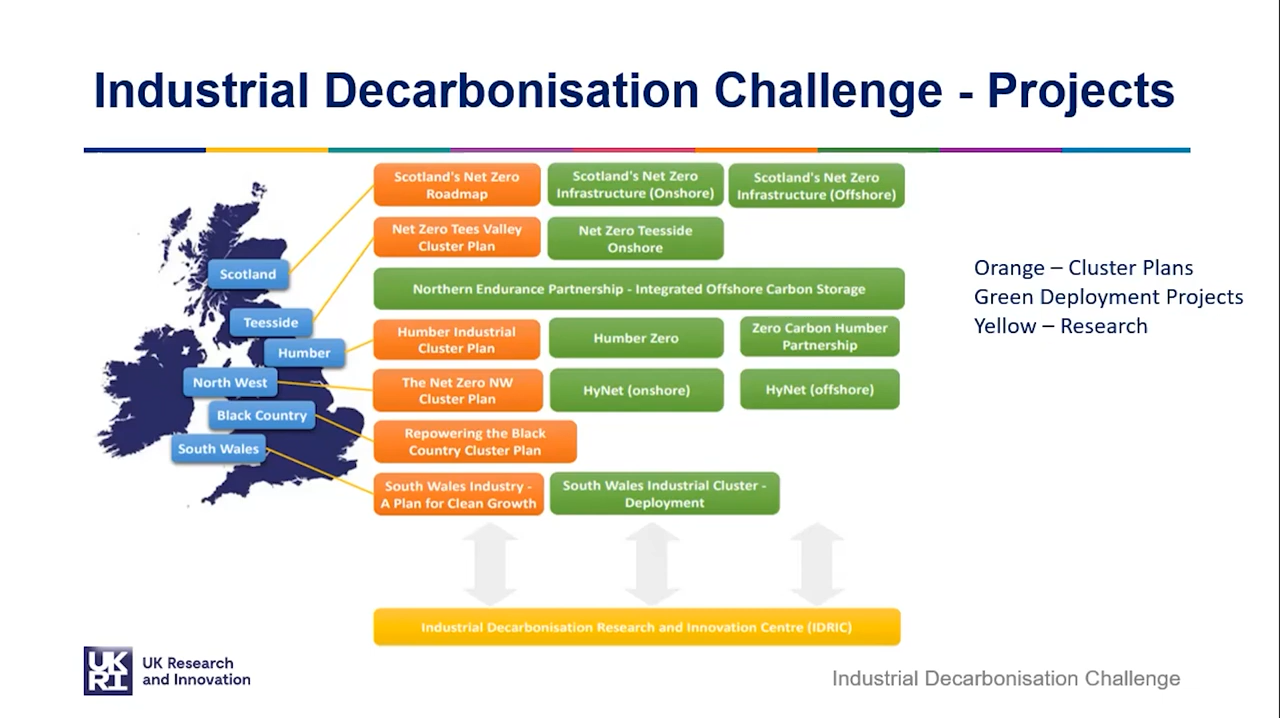 Industrial Decarbonisation Challenge - Projects
Scotland's Net Zero
Roadmap
Scotland's Net Zero
Infrastructure (Onshore)
Scotland's Net Zero
Infrastructure (Offshore)
Net Zero Tees Valley
Cluster Plan
Net Zero Teesside
Onshore
Northern Endurance Partnership - Integrated Offshore Carbon Storage
Humber Industrial
Cluster Plan
Humber Zero
Zero Carbon Humber
Partnership
The Net Zero NW
Cluster Plan
HyNet (onshore)
HyNet (offshore)
Repowering the Black
Country Cluster Plan
South Wales Industry -
A Plan for Clean Growth
South Wales Industrial Cluster -
Deployment
Scotland
Teesside
Humber
North West
Black Country
South Wales
Orange – Cluster Plans
Green Deployment Projects
Yellow – Research
Industrial Decarbonisation Research and Innovation Centre (IDRIC)
UK
RI
UK Research
and Innovation
Industrial Decarbonisation Challenge